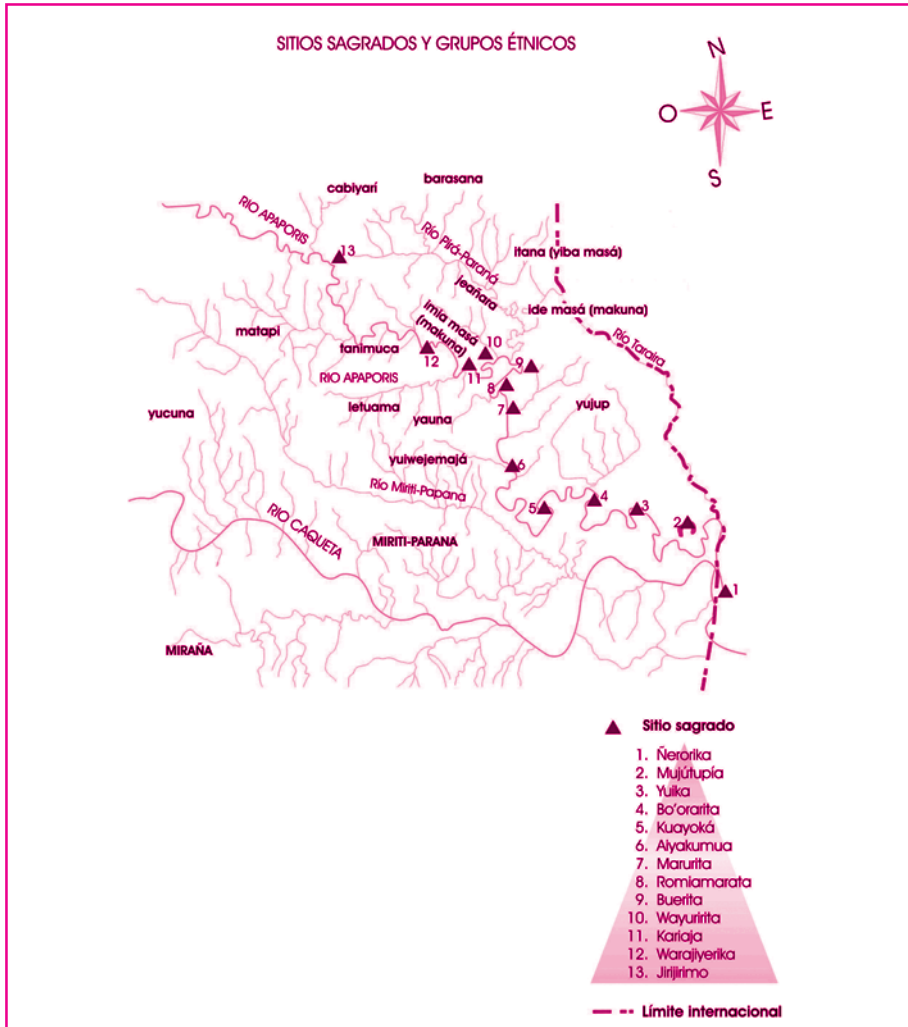 SITIOS SAGRADOS Y GRUPOS ÉTNICOS
N
O
E
S
barasana
cabiyarí
RIO APAPORIS
Río Pirá-Paraná
13
itana (yiba masá)
jeañara
ide masá (makuna)
imia masá
(makuna)
matapi
Río Taraira
tanimuca
10
12
9
11
RIO APAPORIS
8
letuama
yauna
7
yujup
yucuna
yuiwejemajá
6
Río Miriti-Papaná
4
5
3
2
RIO CAQUETA
MIRITI-PARANA
1
MIRAÑA
Sitio sagrado
1. Ñerorika
2. Mujútupía
3. Yuika
4. Bo'orarita
5. Kuayoká
6. Aiyakumua
7. Marurita
8. Romiamarata
9. Buerita
10. Wayuririta
11. Kariaja
12. Warajiyerika
13. Jirijirimo
Límite internacional